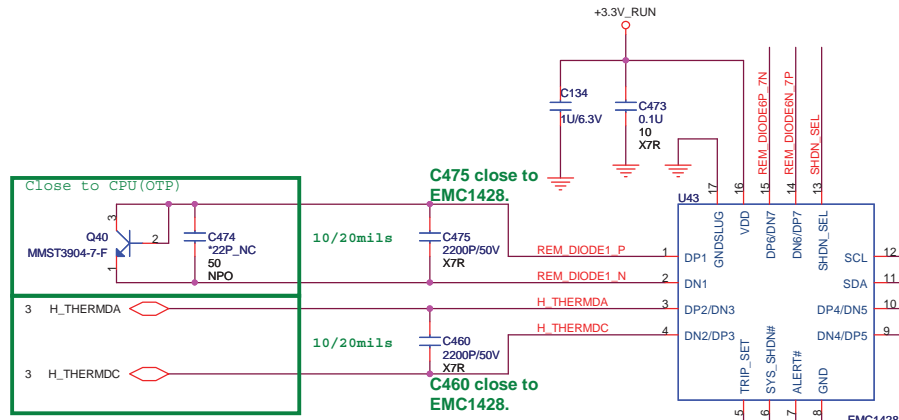 +3.3V_RUN
C134
1U/6.3V
C473
0.1U
10
X7R
REM_DIODE6P_7N
REM_DIODE6N_7P
SHDN_SEL
17
16
15
14
13
U43
GNDSLUG
VDD
DP6/DN7
DN6/DP7
SHDN_SEL
Close to CPU(OTP)
3
Q40
MMST3904-7-F
2
1
C474
*22P_NC
50
NPO
10/20mils
C475 close to
EMC1428.
C475
2200P/50V
X7R
REM_DIODE1_P
1
DP1
REM_DIODE1_N
2
DN1
3 H_THERMDA
H_THERMDA
3
DP2/DN3
H_THERMDC
4
DN2/DP3
10/20mils
C460
2200P/50V
X7R
3 H_THERMDC
C460 close to
EMC1428.
SCL
12
SDA
11
DP4/DN5
10
DN4/DP5
9
TRIP_SET
SYS_SHDN#
ALERT#
GND
5
6
7
8
EMC1428